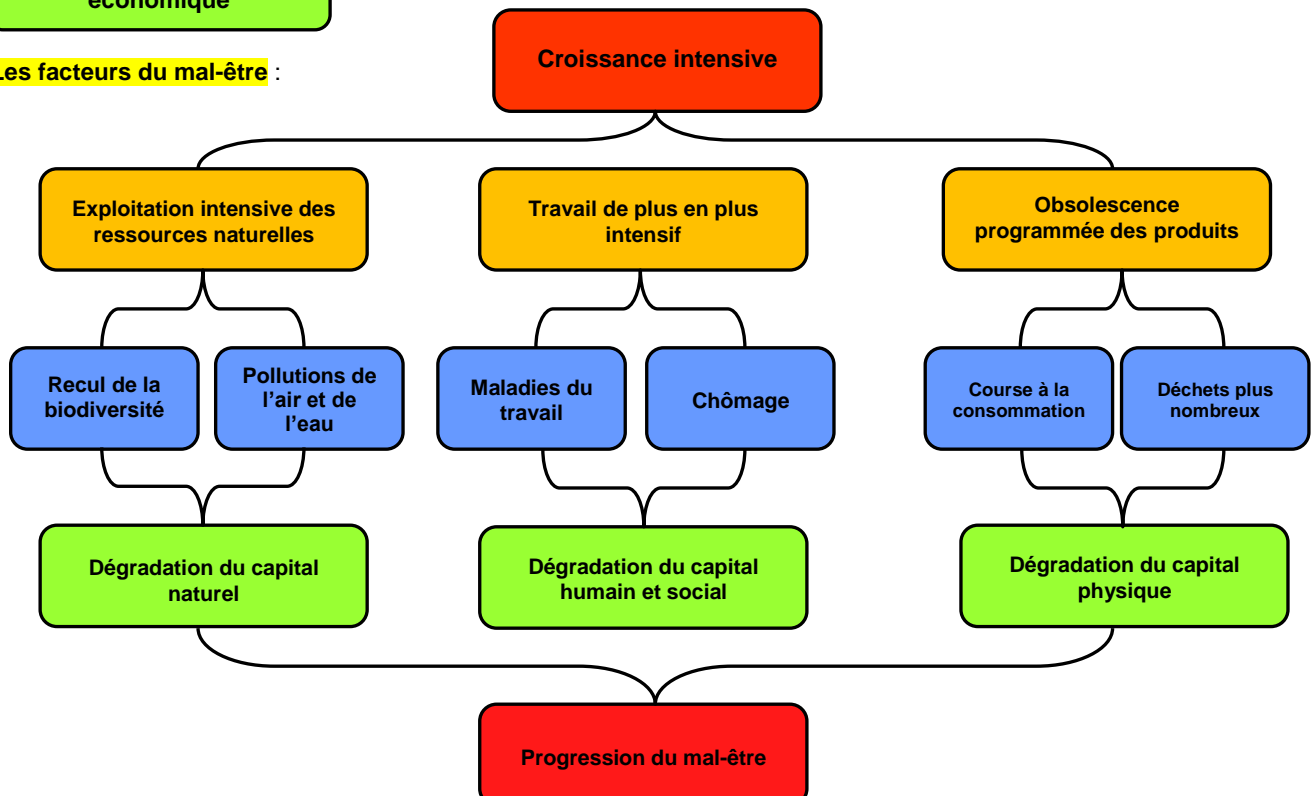 économique
Les facteurs du mal-être :
Croissance intensive
Exploitation intensive des
ressources naturelles
Travail de plus en plus
intensif
Obsolescence
programmée des produits
Recul de la
biodiversité
Pollutions de
l'air et de
l'eau
Maladies du
travail
Chômage
Course à la
consommation
Déchets plus
nombreux
Dégradation du capital
naturel
Dégradation du capital
humain et social
Dégradation du capital
physique
Progression du mal-être